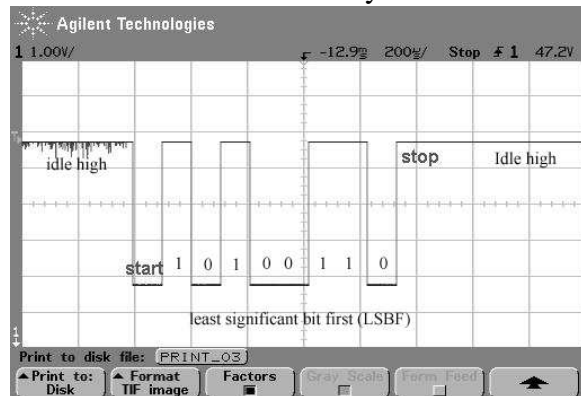 Agilent Technologies
1 1.00V/ -12.9 200 / Stop 1 47.2V
idle high stop Idle high
start 1 0 1 0 0 1 1 0
least significant bit first (LSBF)
1
Print to disk file: PRINT_03
Print to: Disk Format TIF image Factors Gray Scale Form Feed